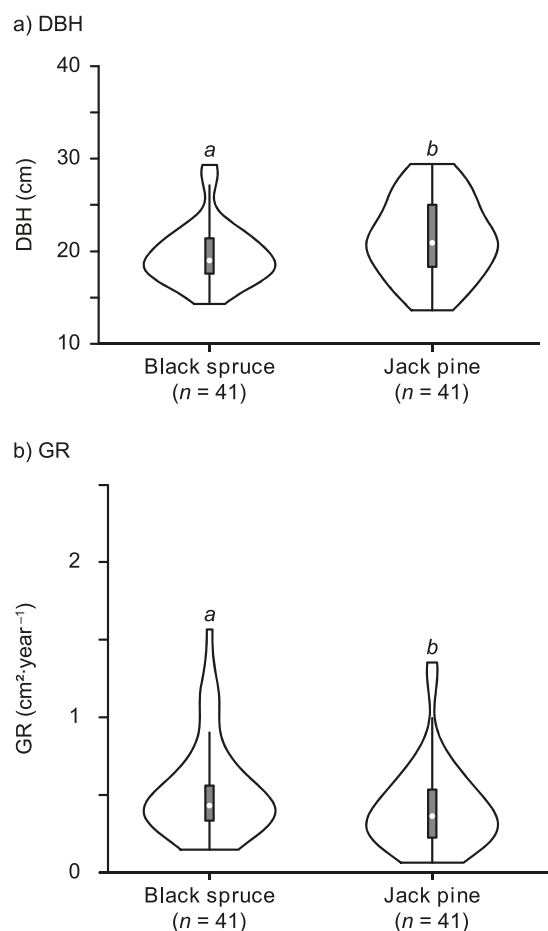 a) DBH
40
30
20
10
DBH (cm)
a
b
Black spruce
(n = 41)
Jack pine
(n = 41)
b) GR
2
1
0
GR (cm²·year⁻¹)
a
b
Black spruce
(n = 41)
Jack pine
(n = 41)